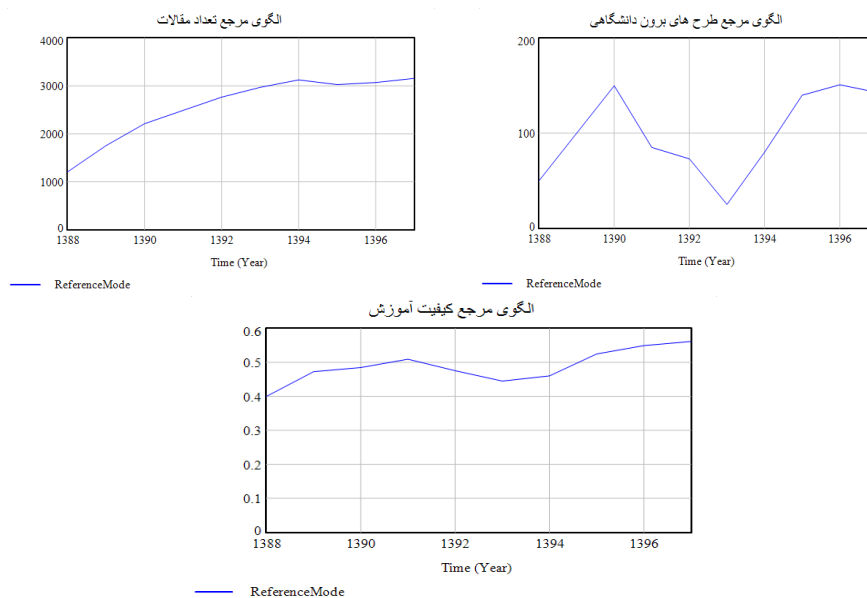 الگوی مرجع تعداد مقالات
4000
3000
2000
1000
0
1388 1390 1392 1394 1396
Time (Year)
ReferenceMode
الگوی مرجع طرح های برون دانشگاهی
200
100
0
1388 1390 1392 1394 1396
Time (Year)
ReferenceMode
الگوی مرجع کیفیت آموزش
0.6
0.5
0.4
0.3
0.2
0.1
0
1388 1390 1392 1394 1396
Time (Year)
ReferenceMode